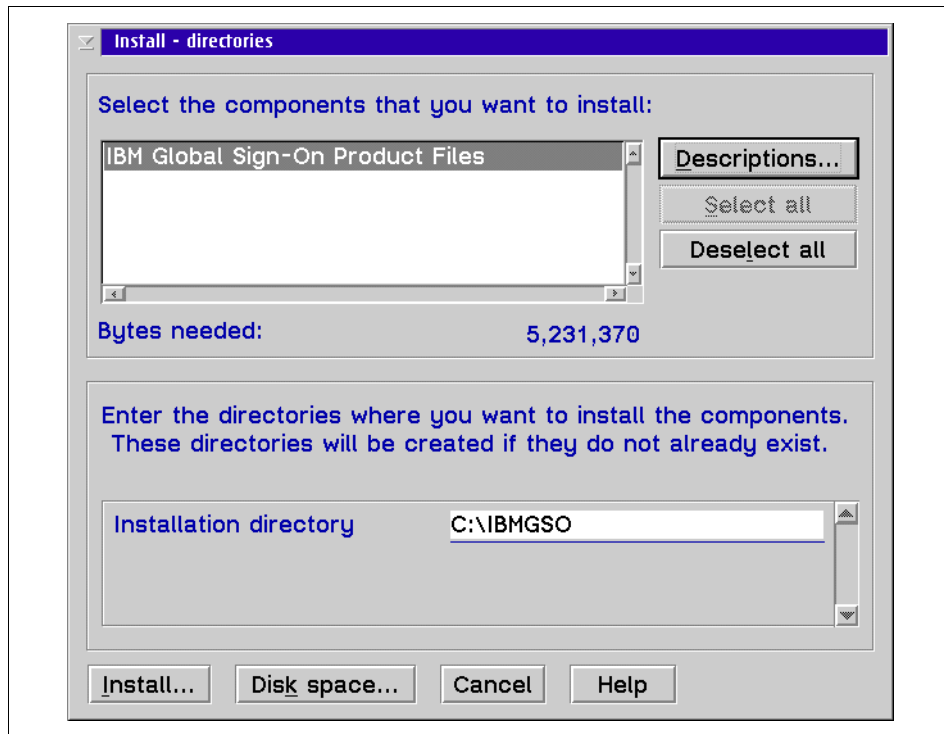 Install - directories
Select the components that you want to install:
IBM Global Sign-On Product Files
Descriptions...
Select all
Deselect all
Bytes needed: 5,231,370
Enter the directories where you want to install the components.
These directories will be created if they do not already exist.
Installation directory C:\IBMGSO
Install... Disk space... Cancel Help